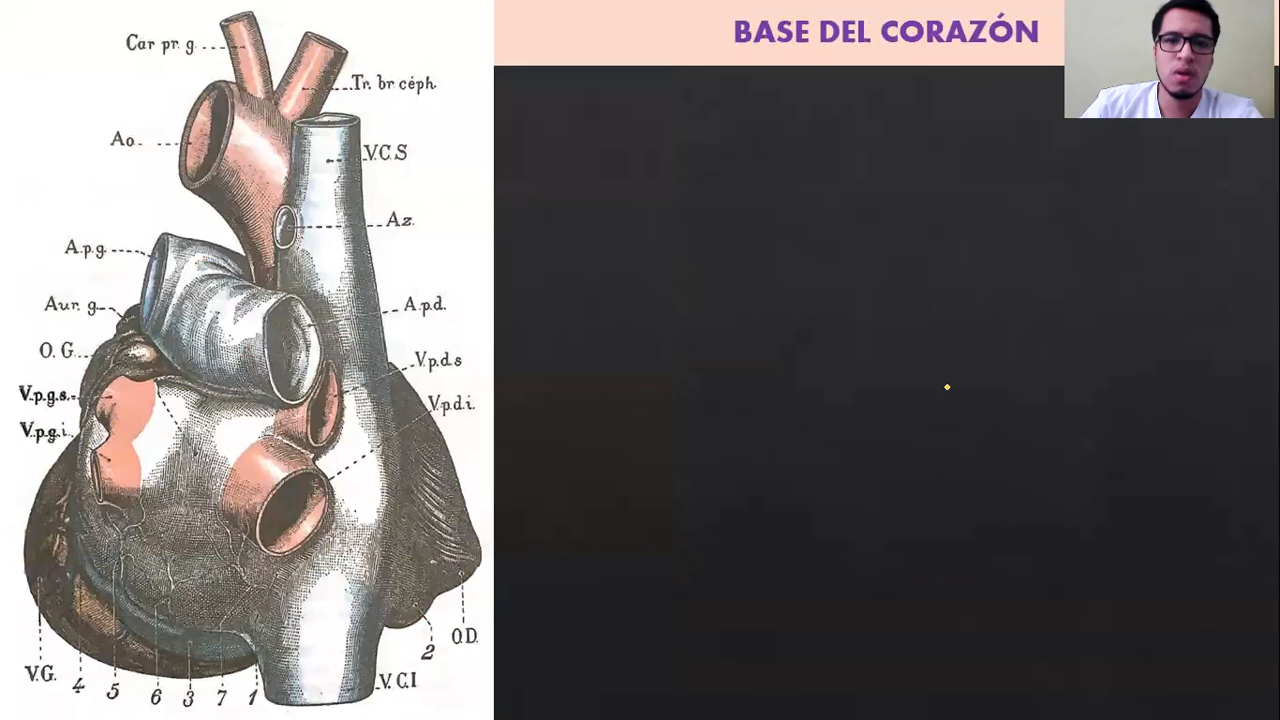 BASE DEL CORAZÓN
Car pr. g.
Tr. br céph.
Ao.
V.C.S
Az.
A.p.g.
Aur. g.
A.p.d.
O.G.
V.p.d.s
V.p.g.s.
V.p.d.i.
V.p.g.i.
O.D.
2
V.G.
4
5
6
3
7
1
V.C.I